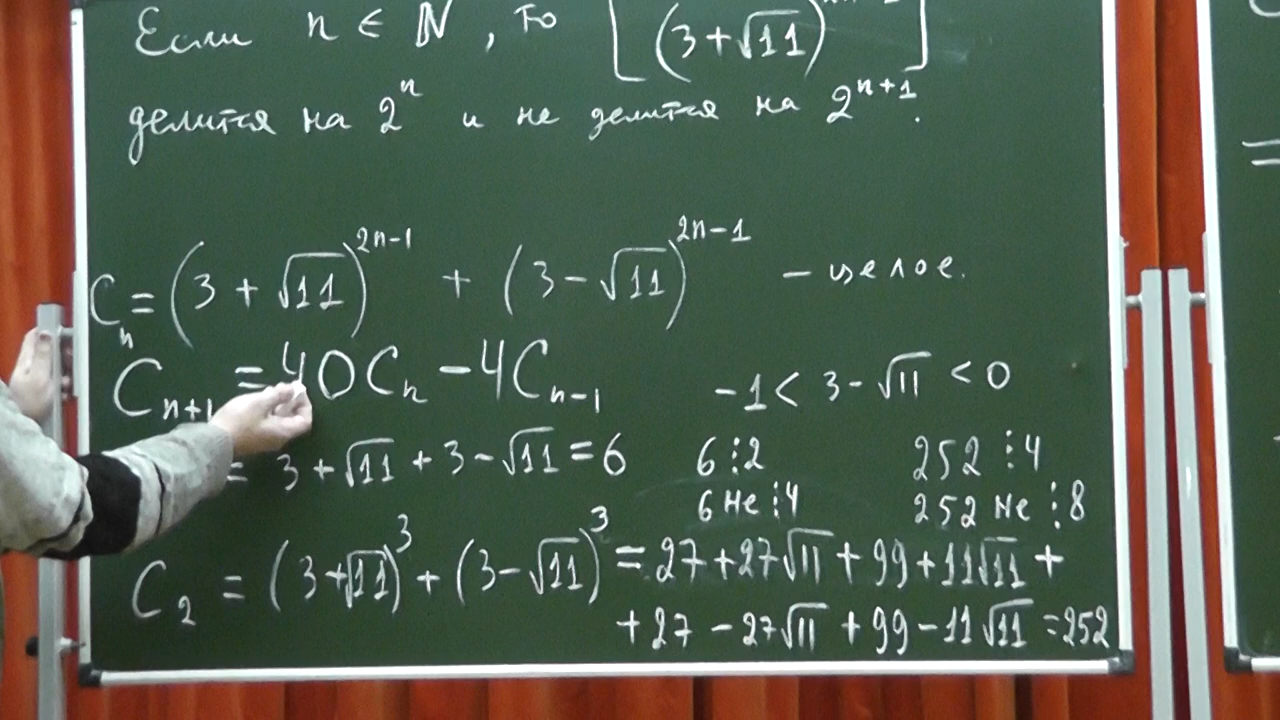 Если n ∈ ℕ, то [(3+√11)
делится на 2^n и не делится на 2^{n+1}.
C_n = (3 + √11)^{2n-1} + (3 - √11)^{2n-1} — целое.
C_{n+1} = 40C_n - 4C_{n-1}
-1 < 3 - √11 < 0
= 3 + √11 + 3 - √11 = 6
6 ⋮ 2
252 ⋮ 4
6 не ⋮ 4
252 не ⋮ 8
C_2 = (3+√11)^3 + (3-√11)^3 = 27 + 27√11 + 99 + 11√11 +
+ 27 - 27√11 + 99 - 11√11 = 252